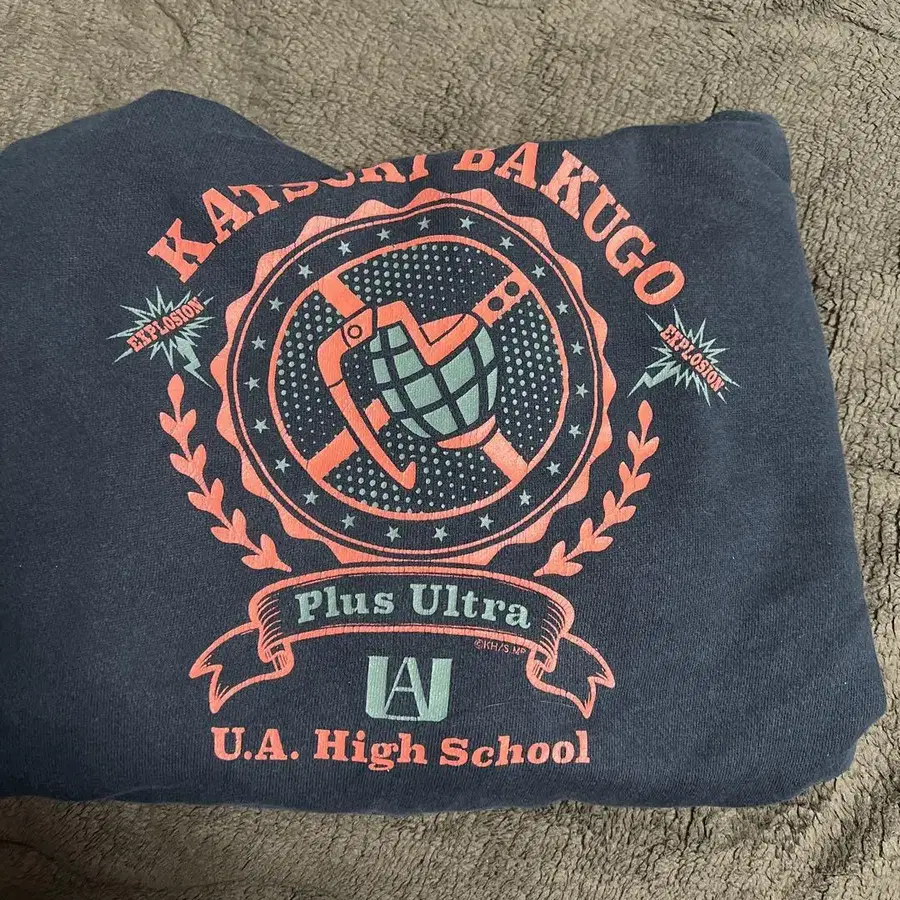 KATSUKI BAKUGO
EXPLOSION
EXPLOSION
Plus Ultra
©KH/S.MP
UA
U.A. High School